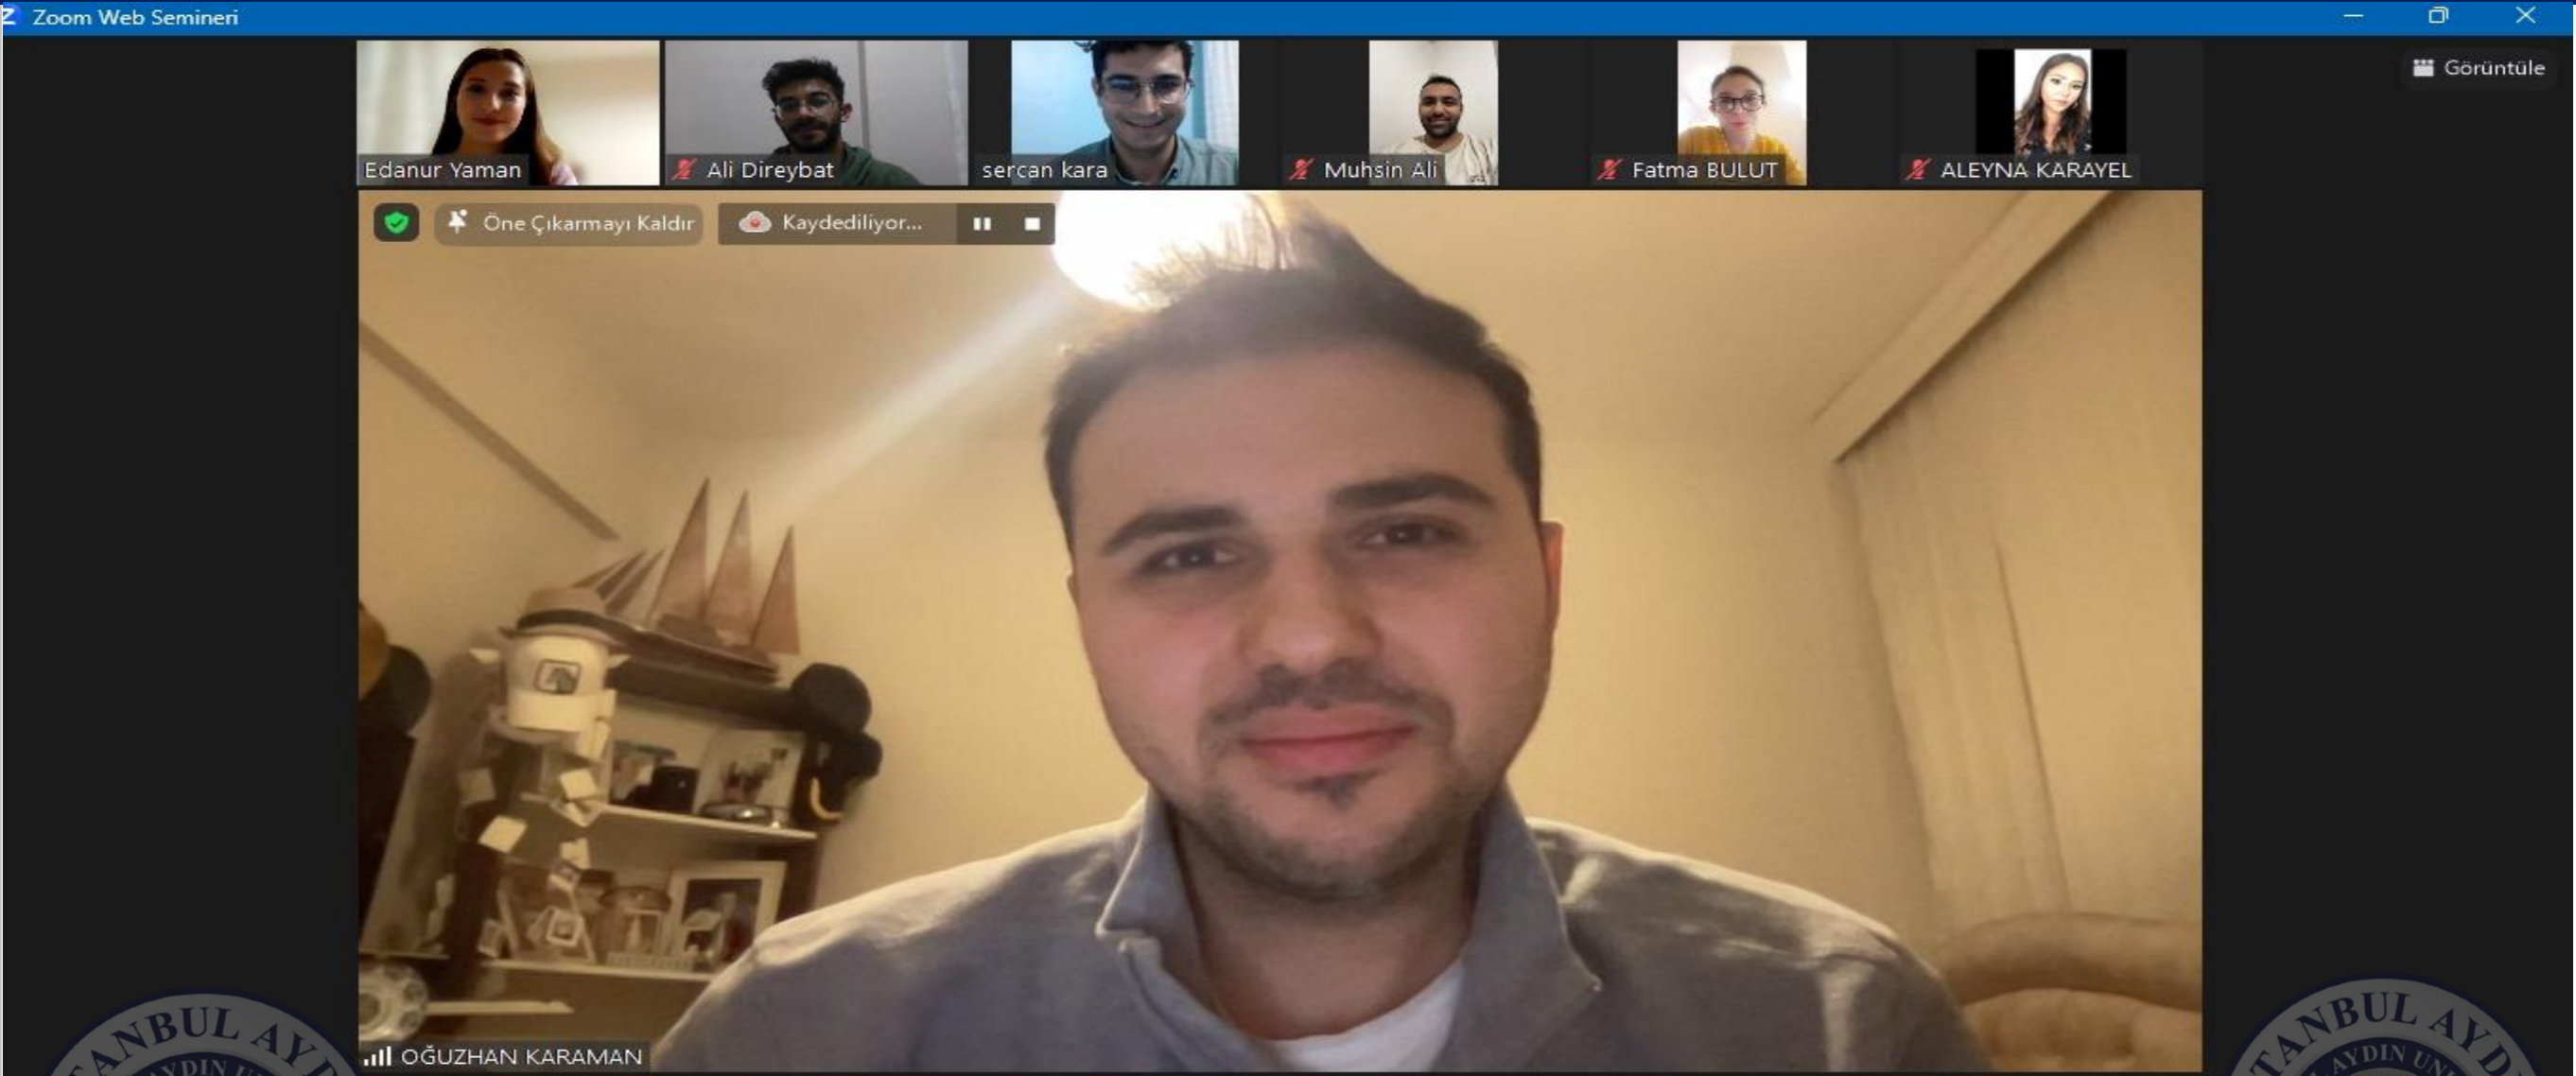 Zoom Web Semineri
Görüntüle
Edanur Yaman
Ali Direybat
sercan kara
Muhsin Ali
Fatma BULUT
ALEYNA KARAYEL
Öne Çıkarmayı Kaldır
Kaydediliyor...
OĞUZHAN KARAMAN